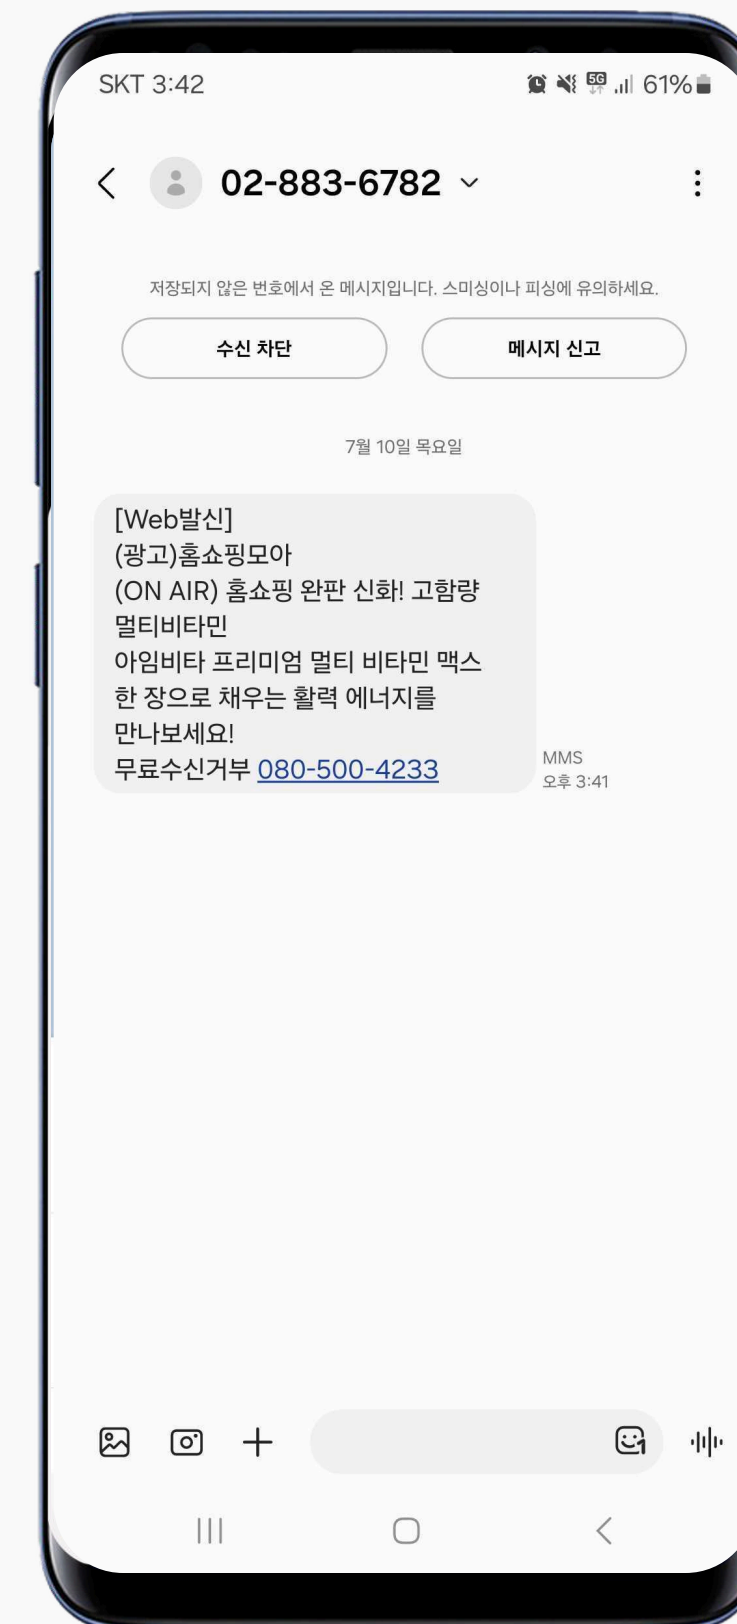 SKT 3:42
5G
61%
02-883-6782
저장되지 않은 번호에서 온 메시지입니다. 스미싱이나 피싱에 유의하세요.
수신 차단
메시지 신고
7월 10일 목요일
[Web발신]
(광고)홈쇼핑모아
(ON AIR) 홈쇼핑 완판 신화! 고함량
멀티비타민
아임비타 프리미엄 멀티 비타민 맥스
한 장으로 채우는 활력 에너지를
만나보세요!
무료수신거부 080-500-4233
MMS
오후 3:41